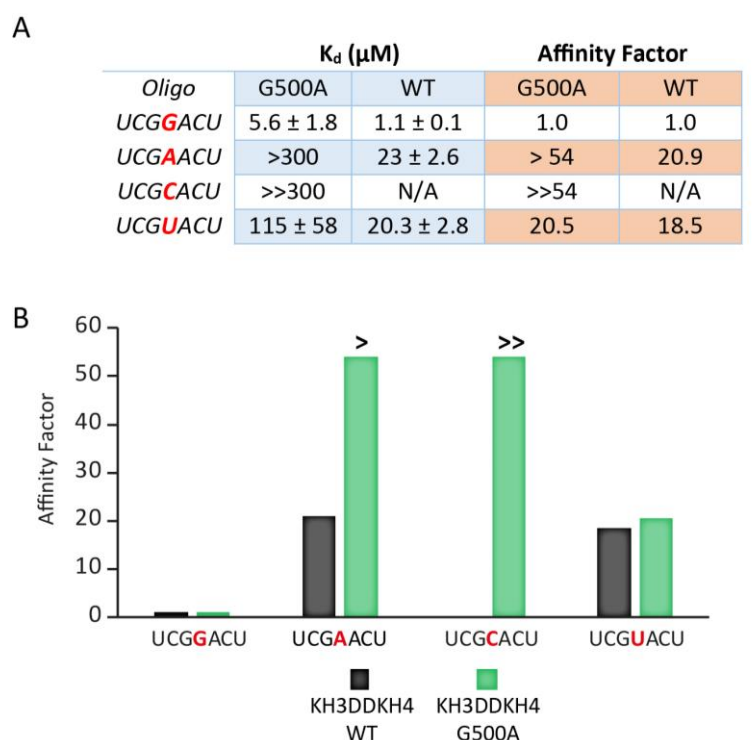 A
K_d (µM) Affinity Factor
Oligo G500A WT G500A WT
UCGGACU 5.6 ± 1.8 1.1 ± 0.1 1.0 1.0
UCGAACU >300 23 ± 2.6 > 54 20.9
UCGCACU >>300 N/A >>54 N/A
UCGUACU 115 ± 58 20.3 ± 2.8 20.5 18.5
B
Affinity Factor
60
50
40
30
20
10
0
> >>
UCGGACU UCGAACU UCGCACU UCGUACU
KH3DDKH4 KH3DDKH4
WT G500A